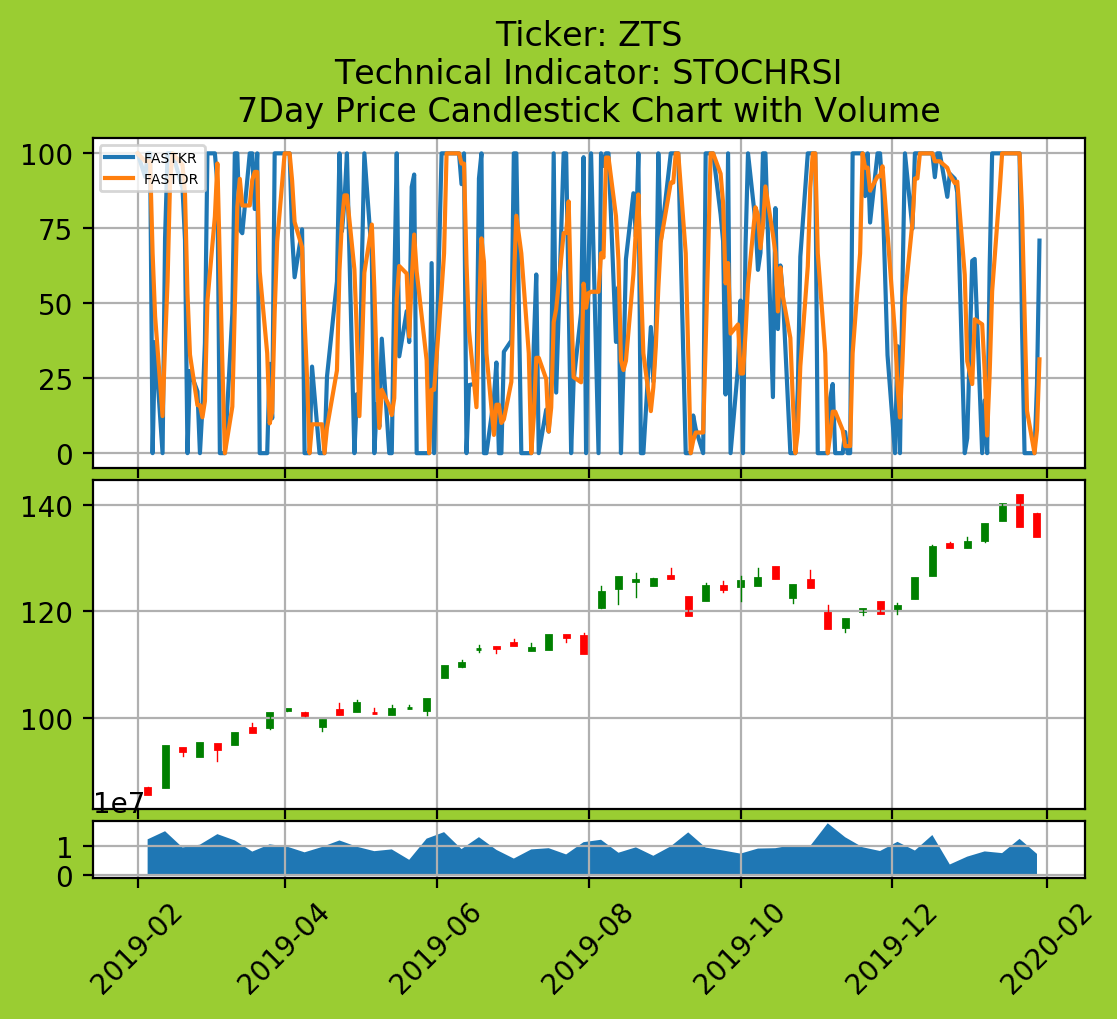 Ticker: ZTS
Technical Indicator: STOCHRSI
7Day Price Candlestick Chart with Volume
100
75
50
25
0
FASTKR
FASTDR
140
120
100
1e7
1
0
2019-02
2019-04
2019-06
2019-08
2019-10
2019-12
2020-02